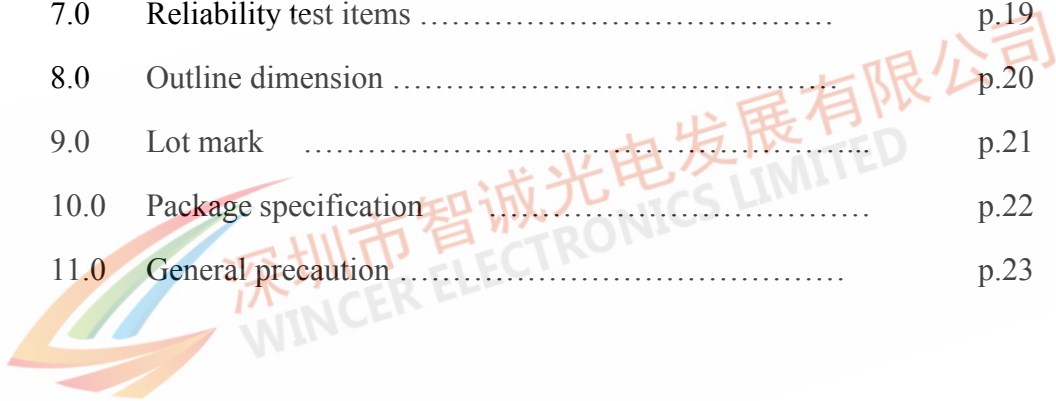 7.0 Reliability test items ………………………………………… p.19
8.0 Outline dimension ………………………………………… p.20
9.0 Lot mark ………………………………………………….. p.21
10.0 Package specification ……………………………………… p.22
11.0 General precaution ………………………………………… p.23
深圳市智诚光电发展有限公司
WINCER ELECTRONICS LIMITED